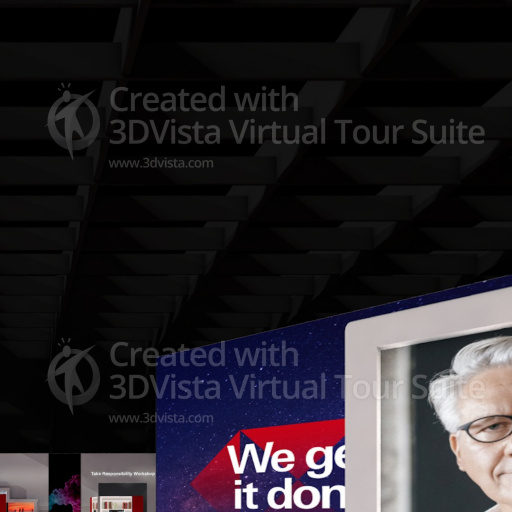 Created with
3DVista Virtual Tour Suite
www.3dvista.com
Created with
3DVista Virtual Tour Suite
www.3dvista.com
Take Responsibility Workshop
We ge
it don